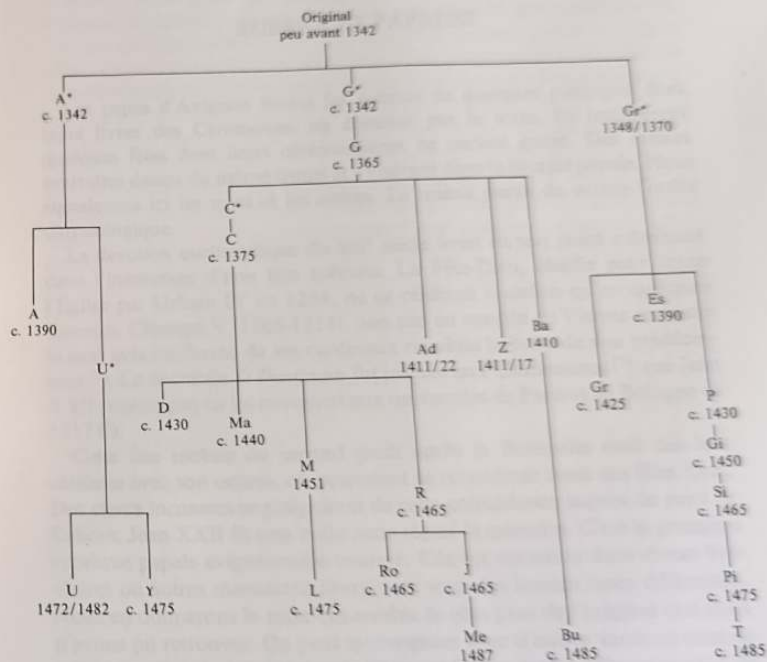 Original
peu avant 1342
A*
c. 1342
G*
c. 1342
Gr*
1348/1370
G
c. 1365
C*
C
c. 1375
A
c. 1390
Es
c. 1390
Ba
1410
Ad
1411/22
Z
1411/17
U*
Gr
c. 1425
P
c. 1430
D
c. 1430
Ma
c. 1440
Gi
c. 1450
M
1451
R
c. 1465
Si
c. 1465
Ro
c. 1465
J
c. 1465
Pi
c. 1475
U
1472/1482
Y
c. 1475
L
c. 1475
Me
1487
Bu
c. 1485
T
c. 1485